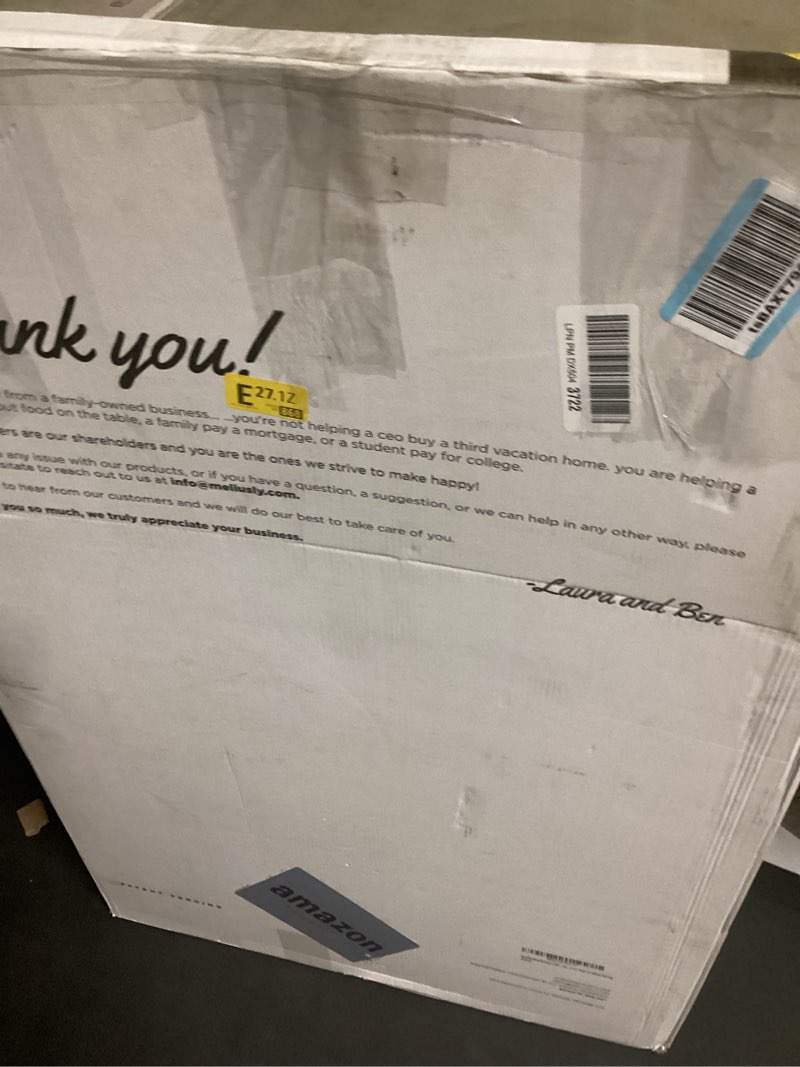 nk you!
E 27.12
868
from a family-owned business... ...you're not helping a ceo buy a third vacation home. you are helping a
food on the table, a family pay a mortgage, or a student pay for college.
ers are our shareholders and you are the ones we strive to make happy!
any issue with our products, or if you have a question, a suggestion, or we can help in any other way, please
sitate to reach out to us at info@mellusly.com.
to hear from our customers and we will do our best to take care of you.
you so much, we truly appreciate your business.
-Laura and Ben
3722
amazon
PATENT PENDING